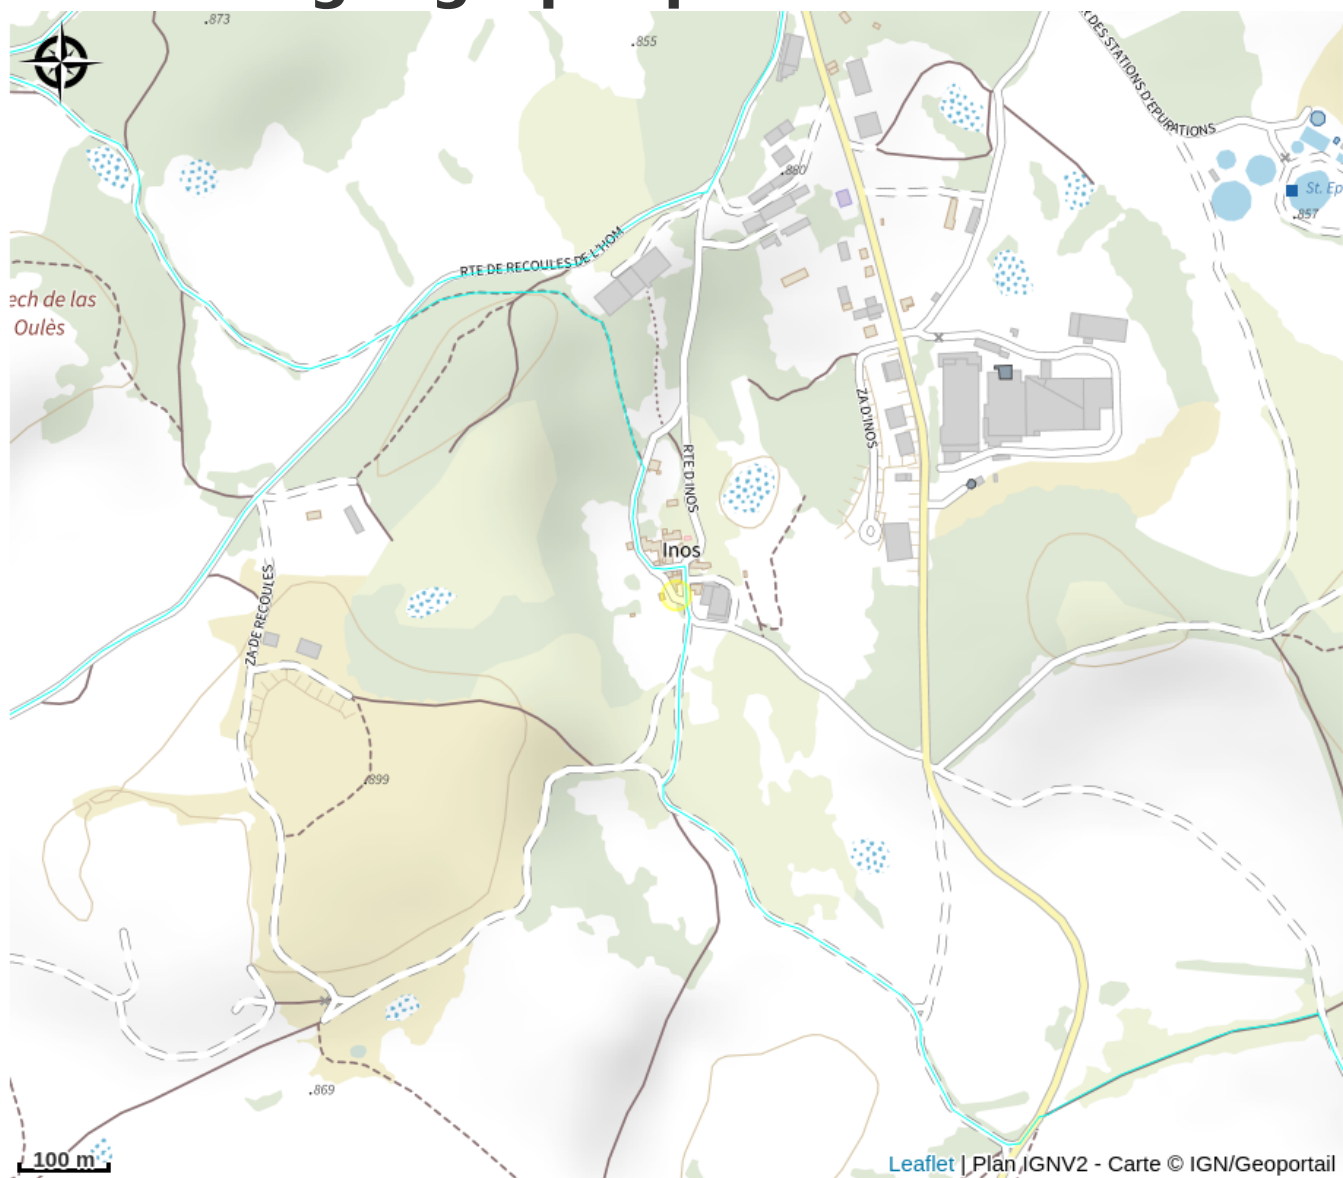 .873
.855
X DES STATIONS D'EPURATIONS
.880
St. Ep
.857
RTE DE RECOULES DE L'HOM
ech de las
Oulès
ZA D'INOS
RTE D'INOS
Inos
ZA DE RECOULES
.899
.869
100 m
Leaflet | Plan IGNV2 - Carte © IGN/Geoportail